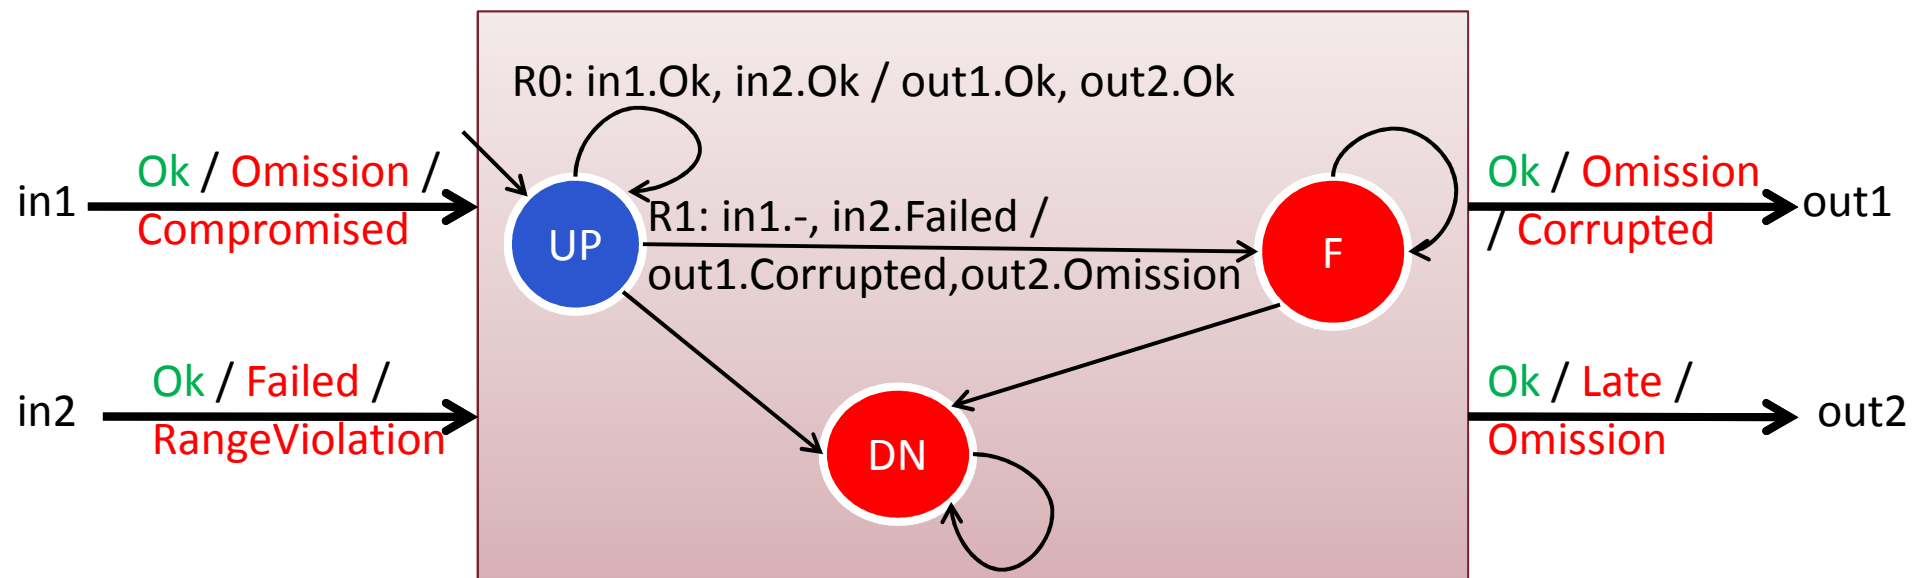 R0: in1.Ok, in2.Ok / out1.Ok, out2.Ok
in1
Ok / Omission /
Compromised
UP
R1: in1.-, in2.Failed /
out1.Corrupted,out2.Omission
F
Ok / Omission
/ Corrupted
out1
in2
Ok / Failed /
RangeViolation
DN
Ok / Late /
Omission
out2